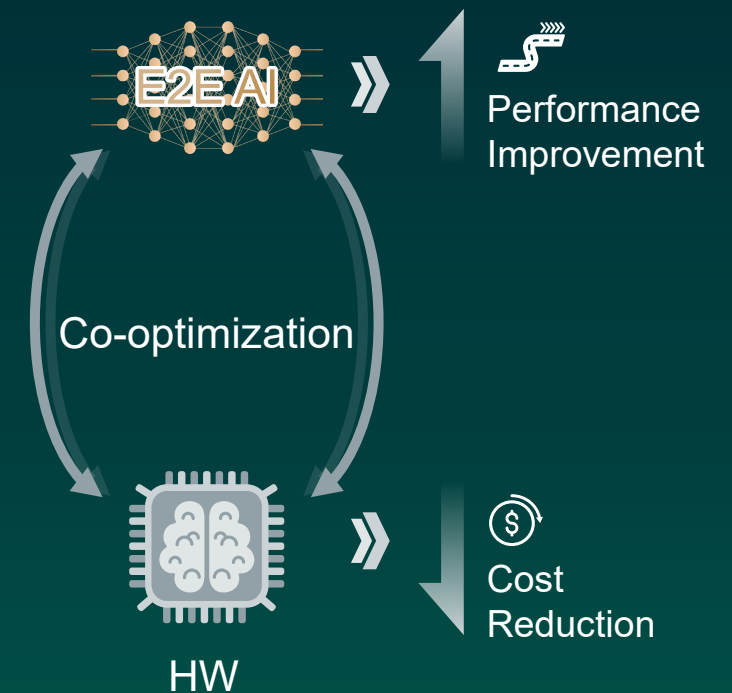 E2E AI
Performance
Improvement
Co-optimization
$
Cost
Reduction
HW